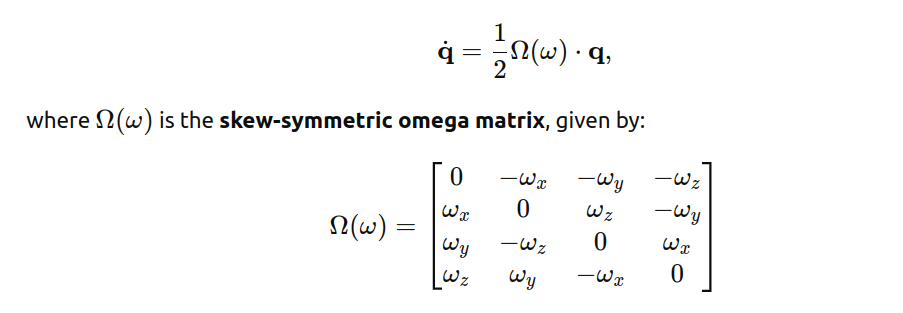 q̇ = 1/2 Ω(ω) · q,
where Ω(ω) is the skew-symmetric omega matrix, given by:
Ω(ω) = [0 −ωx −ωy −ωz
ωx 0 ωz −ωy
ωy −ωz 0 ωx
ωz ωy −ωx 0]